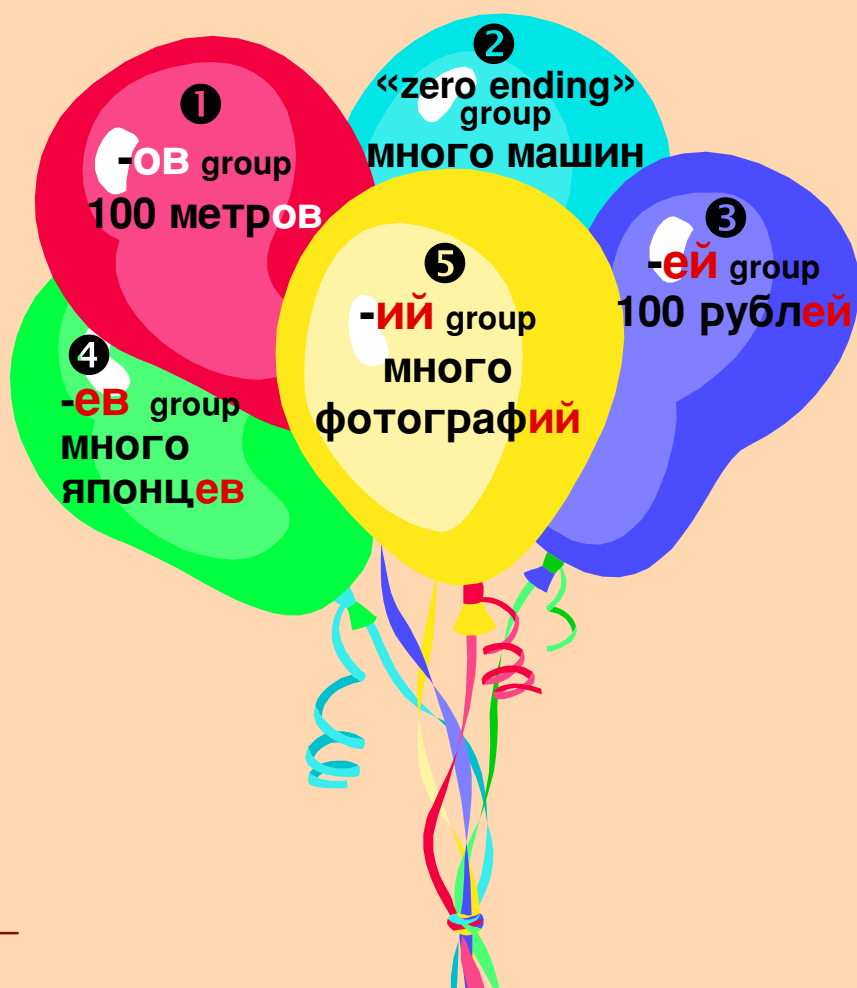 ❶
-ов group
100 метров
❷
«zero ending»
group
много машин
❸
-ей group
100 рублей
❹
-ев group
много
японцев
❺
-ий group
много
фотографий